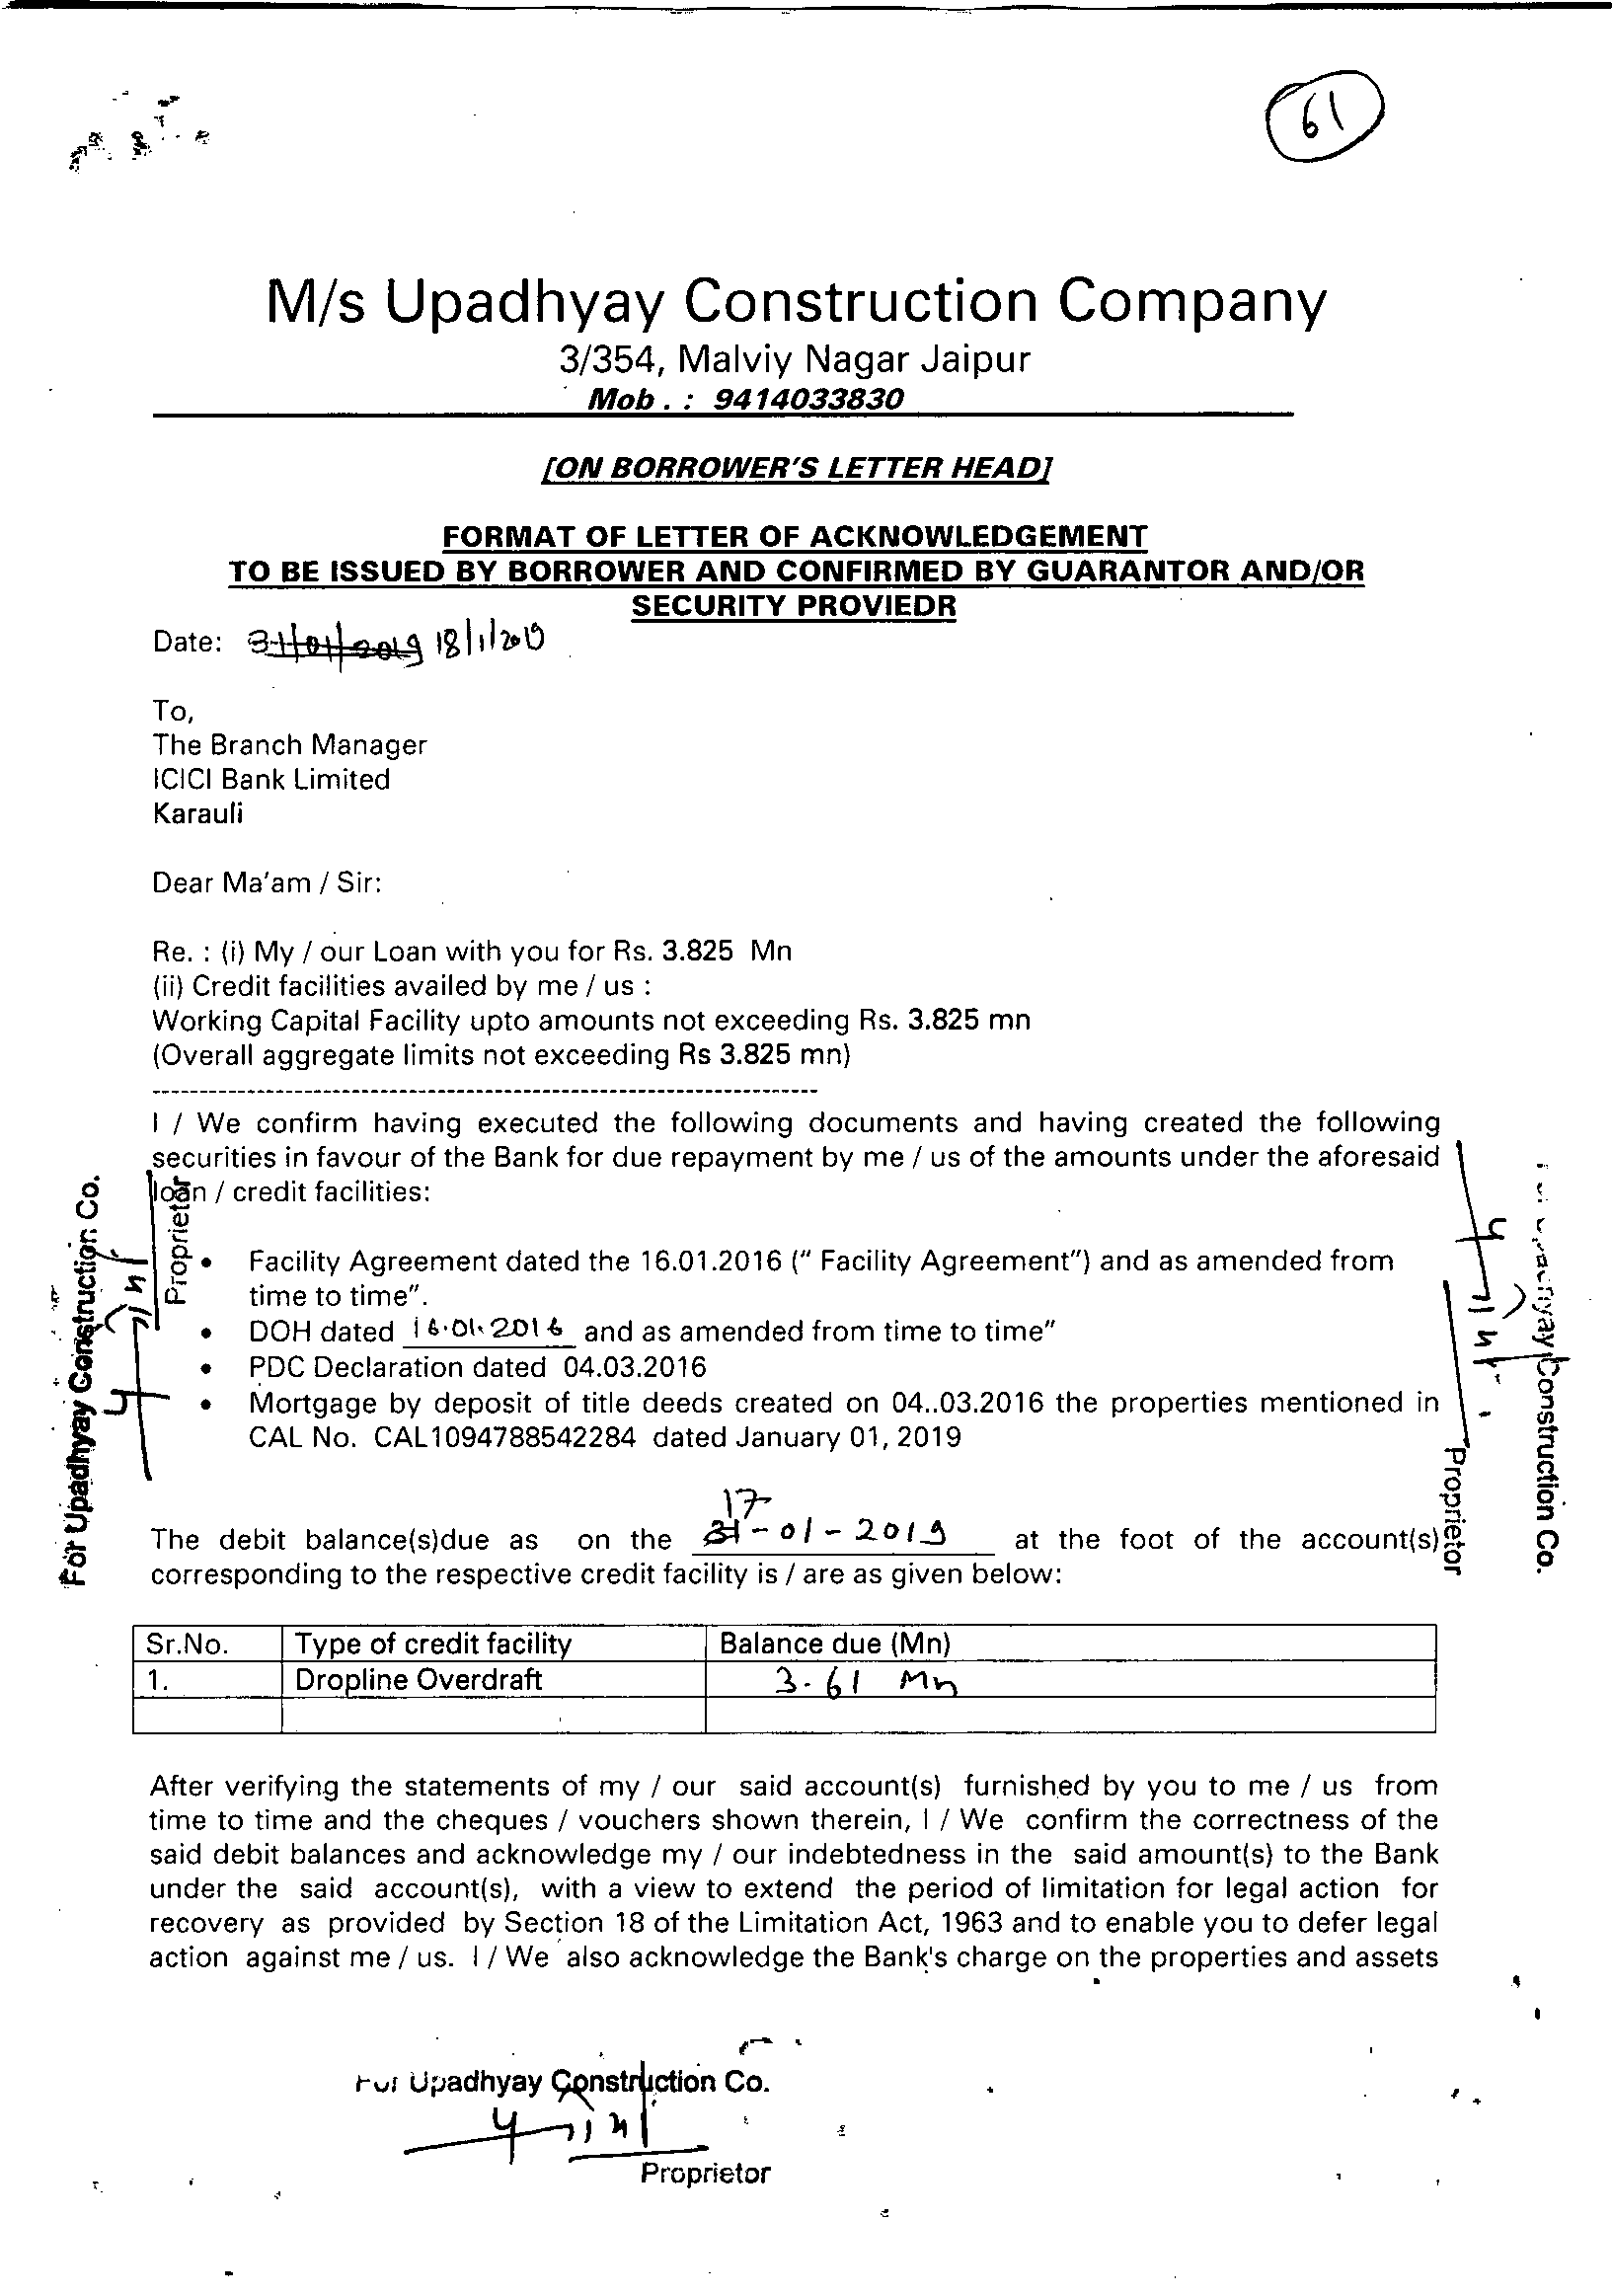 61
M/s Upadhyay Construction Company
3/354, Malviy Nagar Jaipur
Mob . : 9414033830
[ON BORROWER'S LETTER HEAD]
FORMAT OF LETTER OF ACKNOWLEDGEMENT
TO BE ISSUED BY BORROWER AND CONFIRMED BY GUARANTOR AND/OR
SECURITY PROVIEDR
Date: 31/01/2019 18/1/2019
To,
The Branch Manager
ICICI Bank Limited
Karauli
Dear Ma'am / Sir:
Re. : (i) My / our Loan with you for Rs. 3.825 Mn
(ii) Credit facilities availed by me / us :
Working Capital Facility upto amounts not exceeding Rs. 3.825 mn
(Overall aggregate limits not exceeding Rs 3.825 mn)
-----------------------------------------------------------------------
I / We confirm having executed the following documents and having created the following
securities in favour of the Bank for due repayment by me / us of the amounts under the aforesaid
loan / credit facilities:
• Facility Agreement dated the 16.01.2016 (" Facility Agreement") and as amended from
time to time".
• DOH dated 16.01.2016 and as amended from time to time"
• PDC Declaration dated 04.03.2016
• Mortgage by deposit of title deeds created on 04..03.2016 the properties mentioned in
CAL No. CAL1094788542284 dated January 01, 2019
For Upadhyay Construction Co.
Proprietor
Upadhyay Construction Co.
Proprietor
17
The debit balance(s)due as on the 31-01-2019 at the foot of the account(s)
corresponding to the respective credit facility is / are as given below:
Sr.No. Type of credit facility Balance due (Mn)
1. Dropline Overdraft 3.61 Mn
After verifying the statements of my / our said account(s) furnished by you to me / us from
time to time and the cheques / vouchers shown therein, I / We confirm the correctness of the
said debit balances and acknowledge my / our indebtedness in the said amount(s) to the Bank
under the said account(s), with a view to extend the period of limitation for legal action for
recovery as provided by Section 18 of the Limitation Act, 1963 and to enable you to defer legal
action against me / us. I / We also acknowledge the Bank's charge on the properties and assets
For Upadhyay Construction Co.
Proprietor